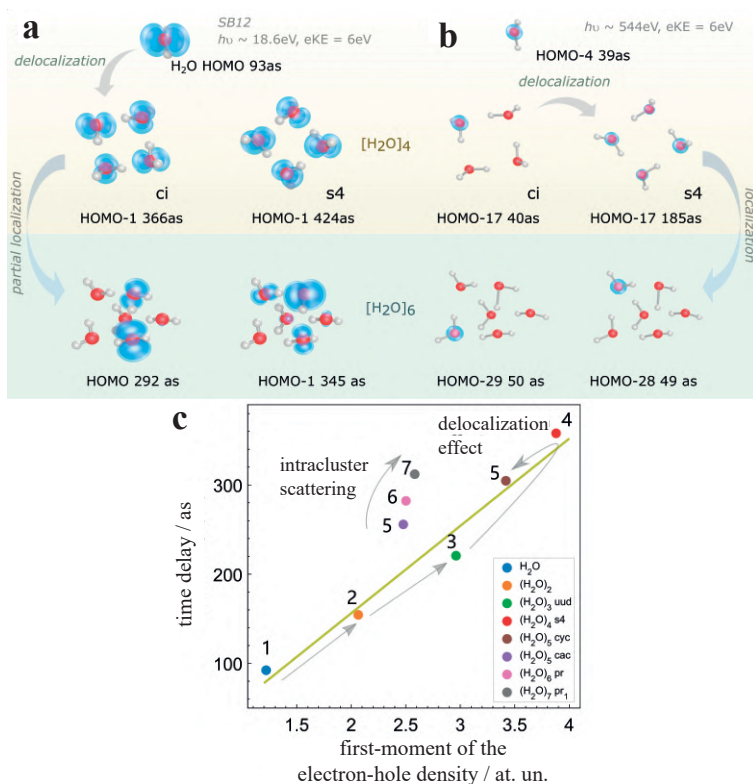 a
SB12
hυ ~ 18.6eV, eKE = 6eV
delocalization
H₂O HOMO 93as
[H₂O]4
ci
s4
HOMO-1 366as
HOMO-1 424as
partial localization
[H₂O]6
HOMO 292 as
HOMO-1 345 as
b
hυ ~ 544eV, eKE = 6eV
HOMO-4 39as
delocalization
ci
s4
HOMO-17 40as
HOMO-17 185as
localization
HOMO-29 50 as
HOMO-28 49 as
c
time delay / as
300
200
100
intracluster
scattering
delocalization
effect
1
2
3
4
5
5
6
7
H₂O
(H₂O)₂
(H₂O)₃ uud
(H₂O)₄ s4
(H₂O)₅ cyc
(H₂O)₅ cac
(H₂O)₆ pr
(H₂O)₇ pr₁
1.5 2 2.5 3 3.5 4
first-moment of the
electron-hole density / at. un.